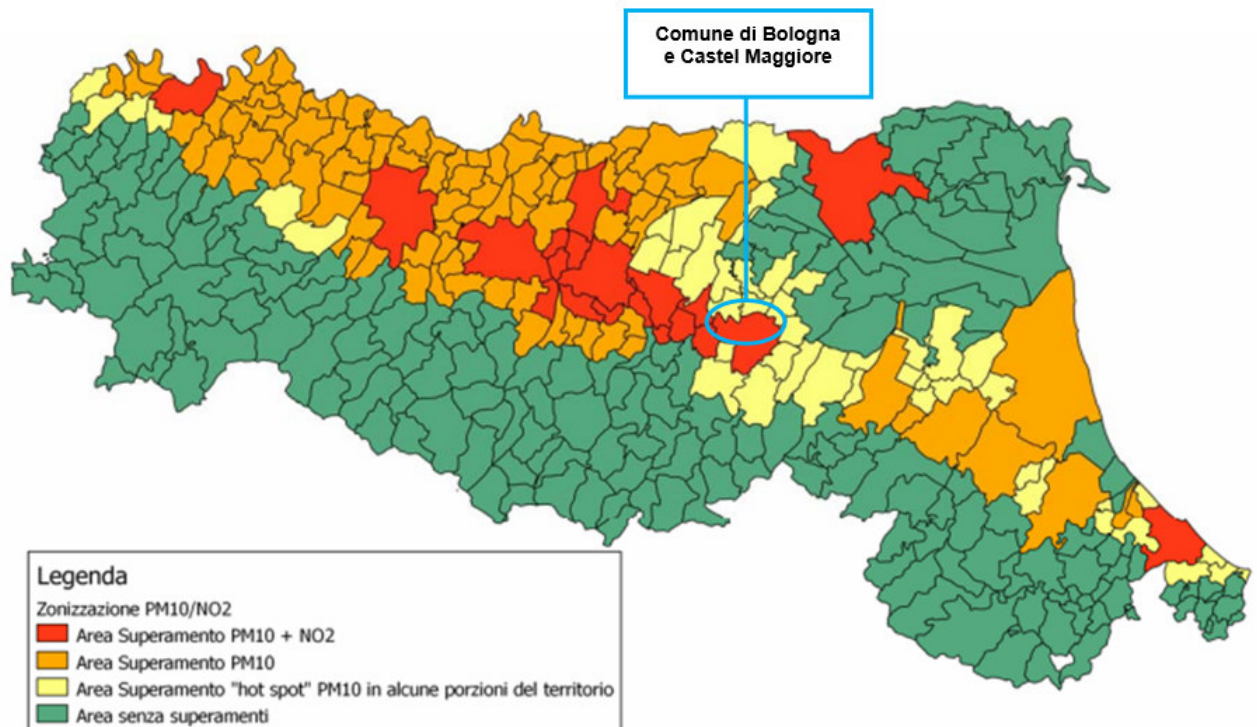 Comune di Bologna
e Castel Maggiore
Legenda
Zonizzazione PM10/NO2
Area Superamento PM10 + NO2
Area Superamento PM10
Area Superamento "hot spot" PM10 in alcune porzioni del territorio
Area senza superamenti